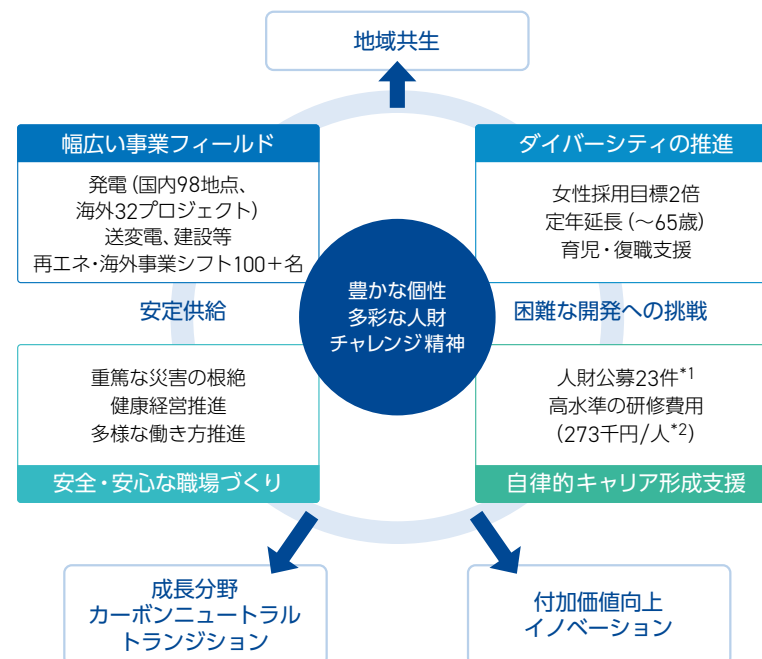 地域共生
幅広い事業フィールド
発電（国内98地点、
海外32プロジェクト）
送変電、建設等
再エネ・海外事業シフト100＋名
ダイバーシティの推進
女性採用目標2倍
定年延長（～65歳）
育児・復職支援
豊かな個性
多彩な人財
チャレンジ精神
安定供給
困難な開発への挑戦
重篤な災害の根絶
健康経営推進
多様な働き方推進
安全・安心な職場づくり
人財公募23件*1
高水準の研修費用
（273千円/人*2）
自律的キャリア形成支援
成長分野
カーボンニュートラル
トランジション
付加価値向上
イノベーション